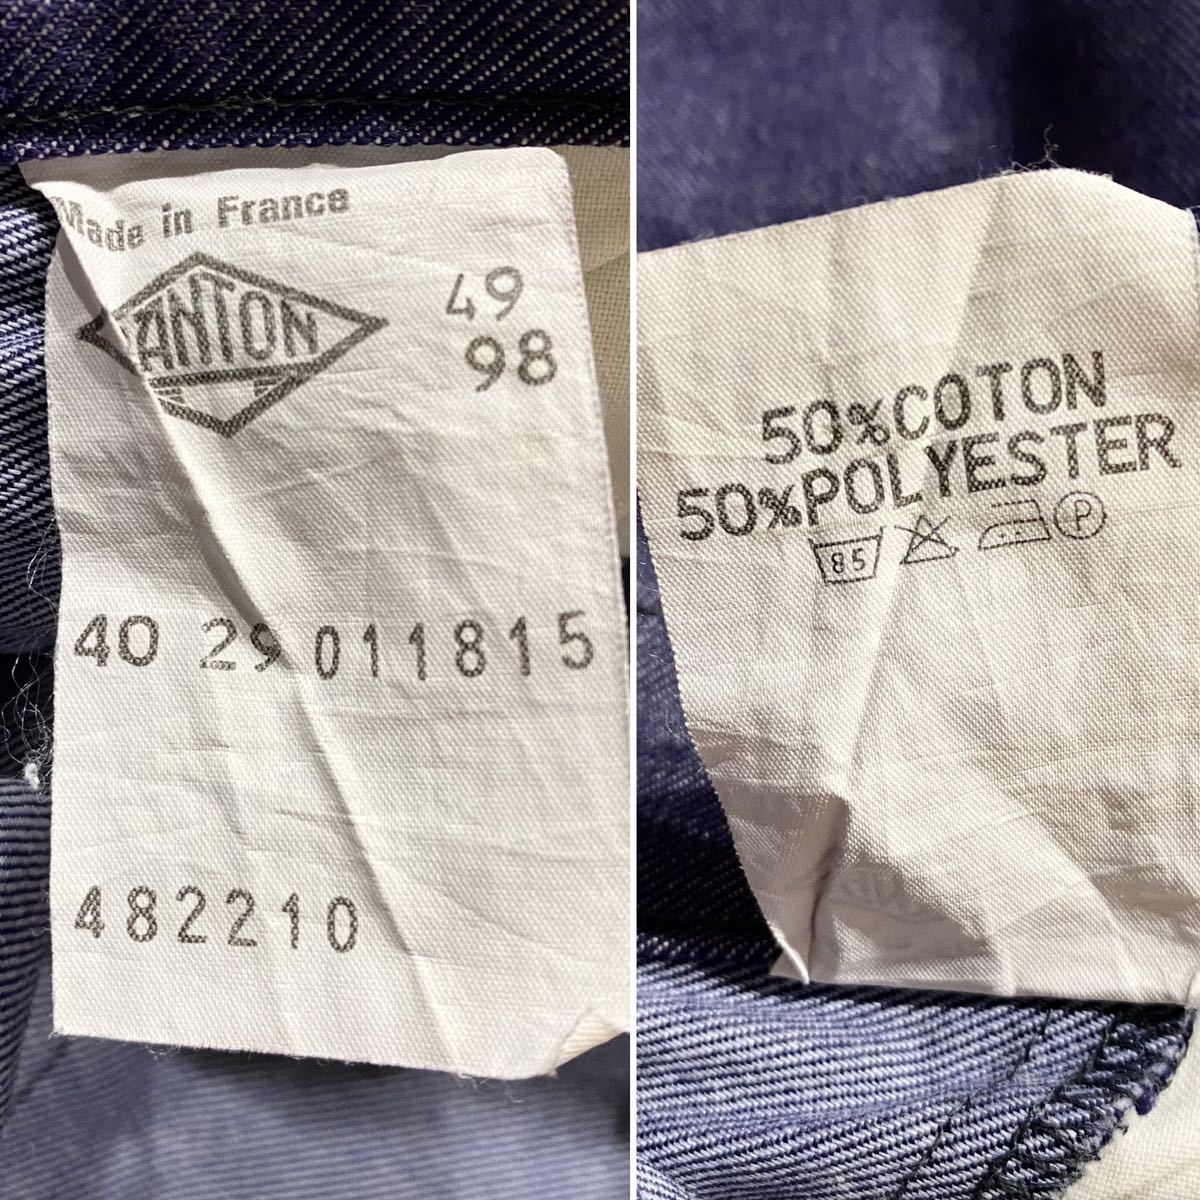 Made in France
ANTON
49
98
40 29 011815
482210
50%COTON
50%POLYESTER
85 P